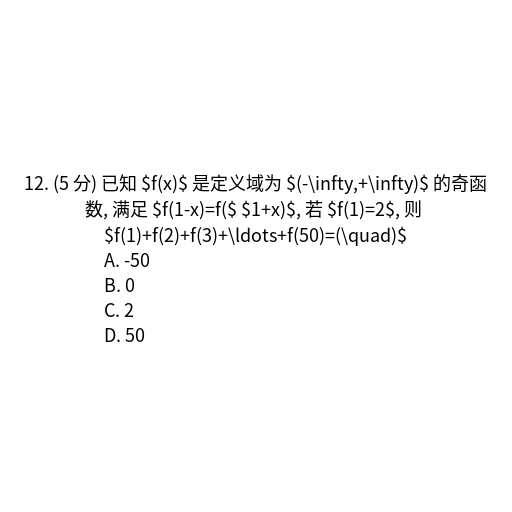 12. (5 分) 已知 $f(x)$ 是定义域为 $(-\infty,+\infty)$ 的奇函
数, 满足 $f(1-x)=f($ $1+x)$, 若 $f(1)=2$, 则
$f(1)+f(2)+f(3)+\ldots+f(50)=(\quad)$
A. -50
B. 0
C. 2
D. 50